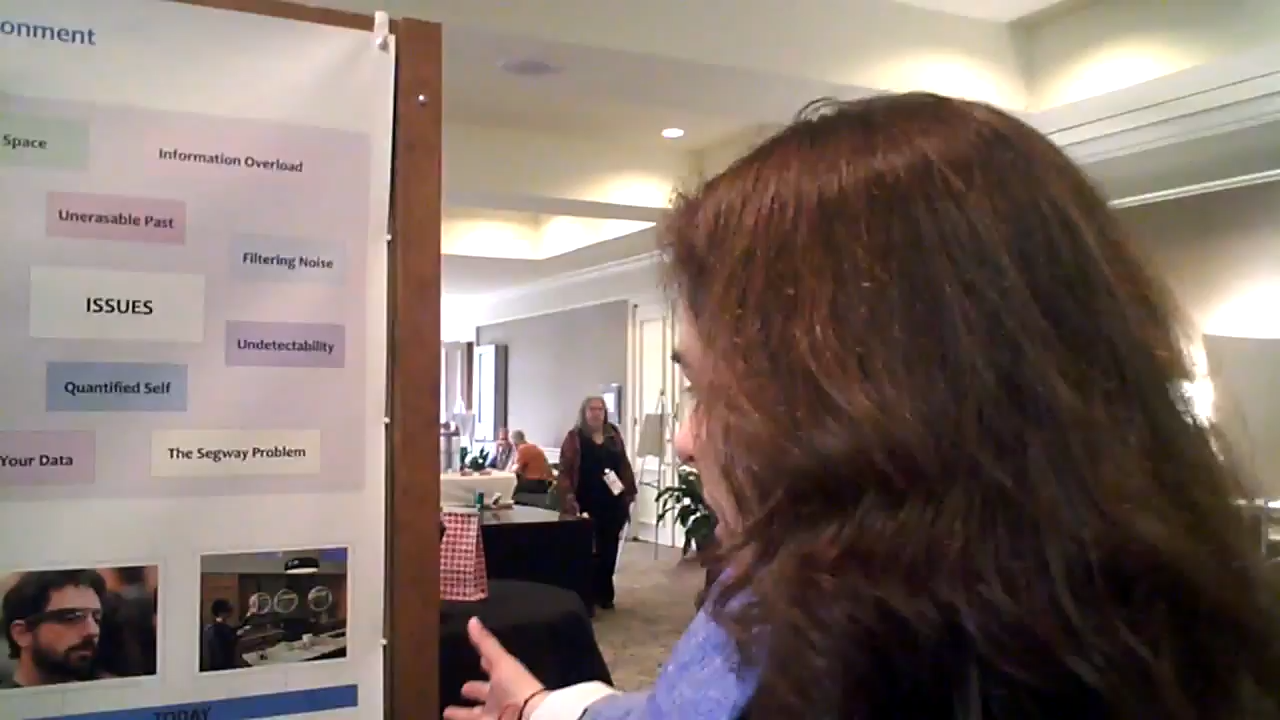 onment
Space
Information Overload
Unerasable Past
Filtering Noise
ISSUES
Undetectability
Quantified Self
Your Data
The Segway Problem
TODAY